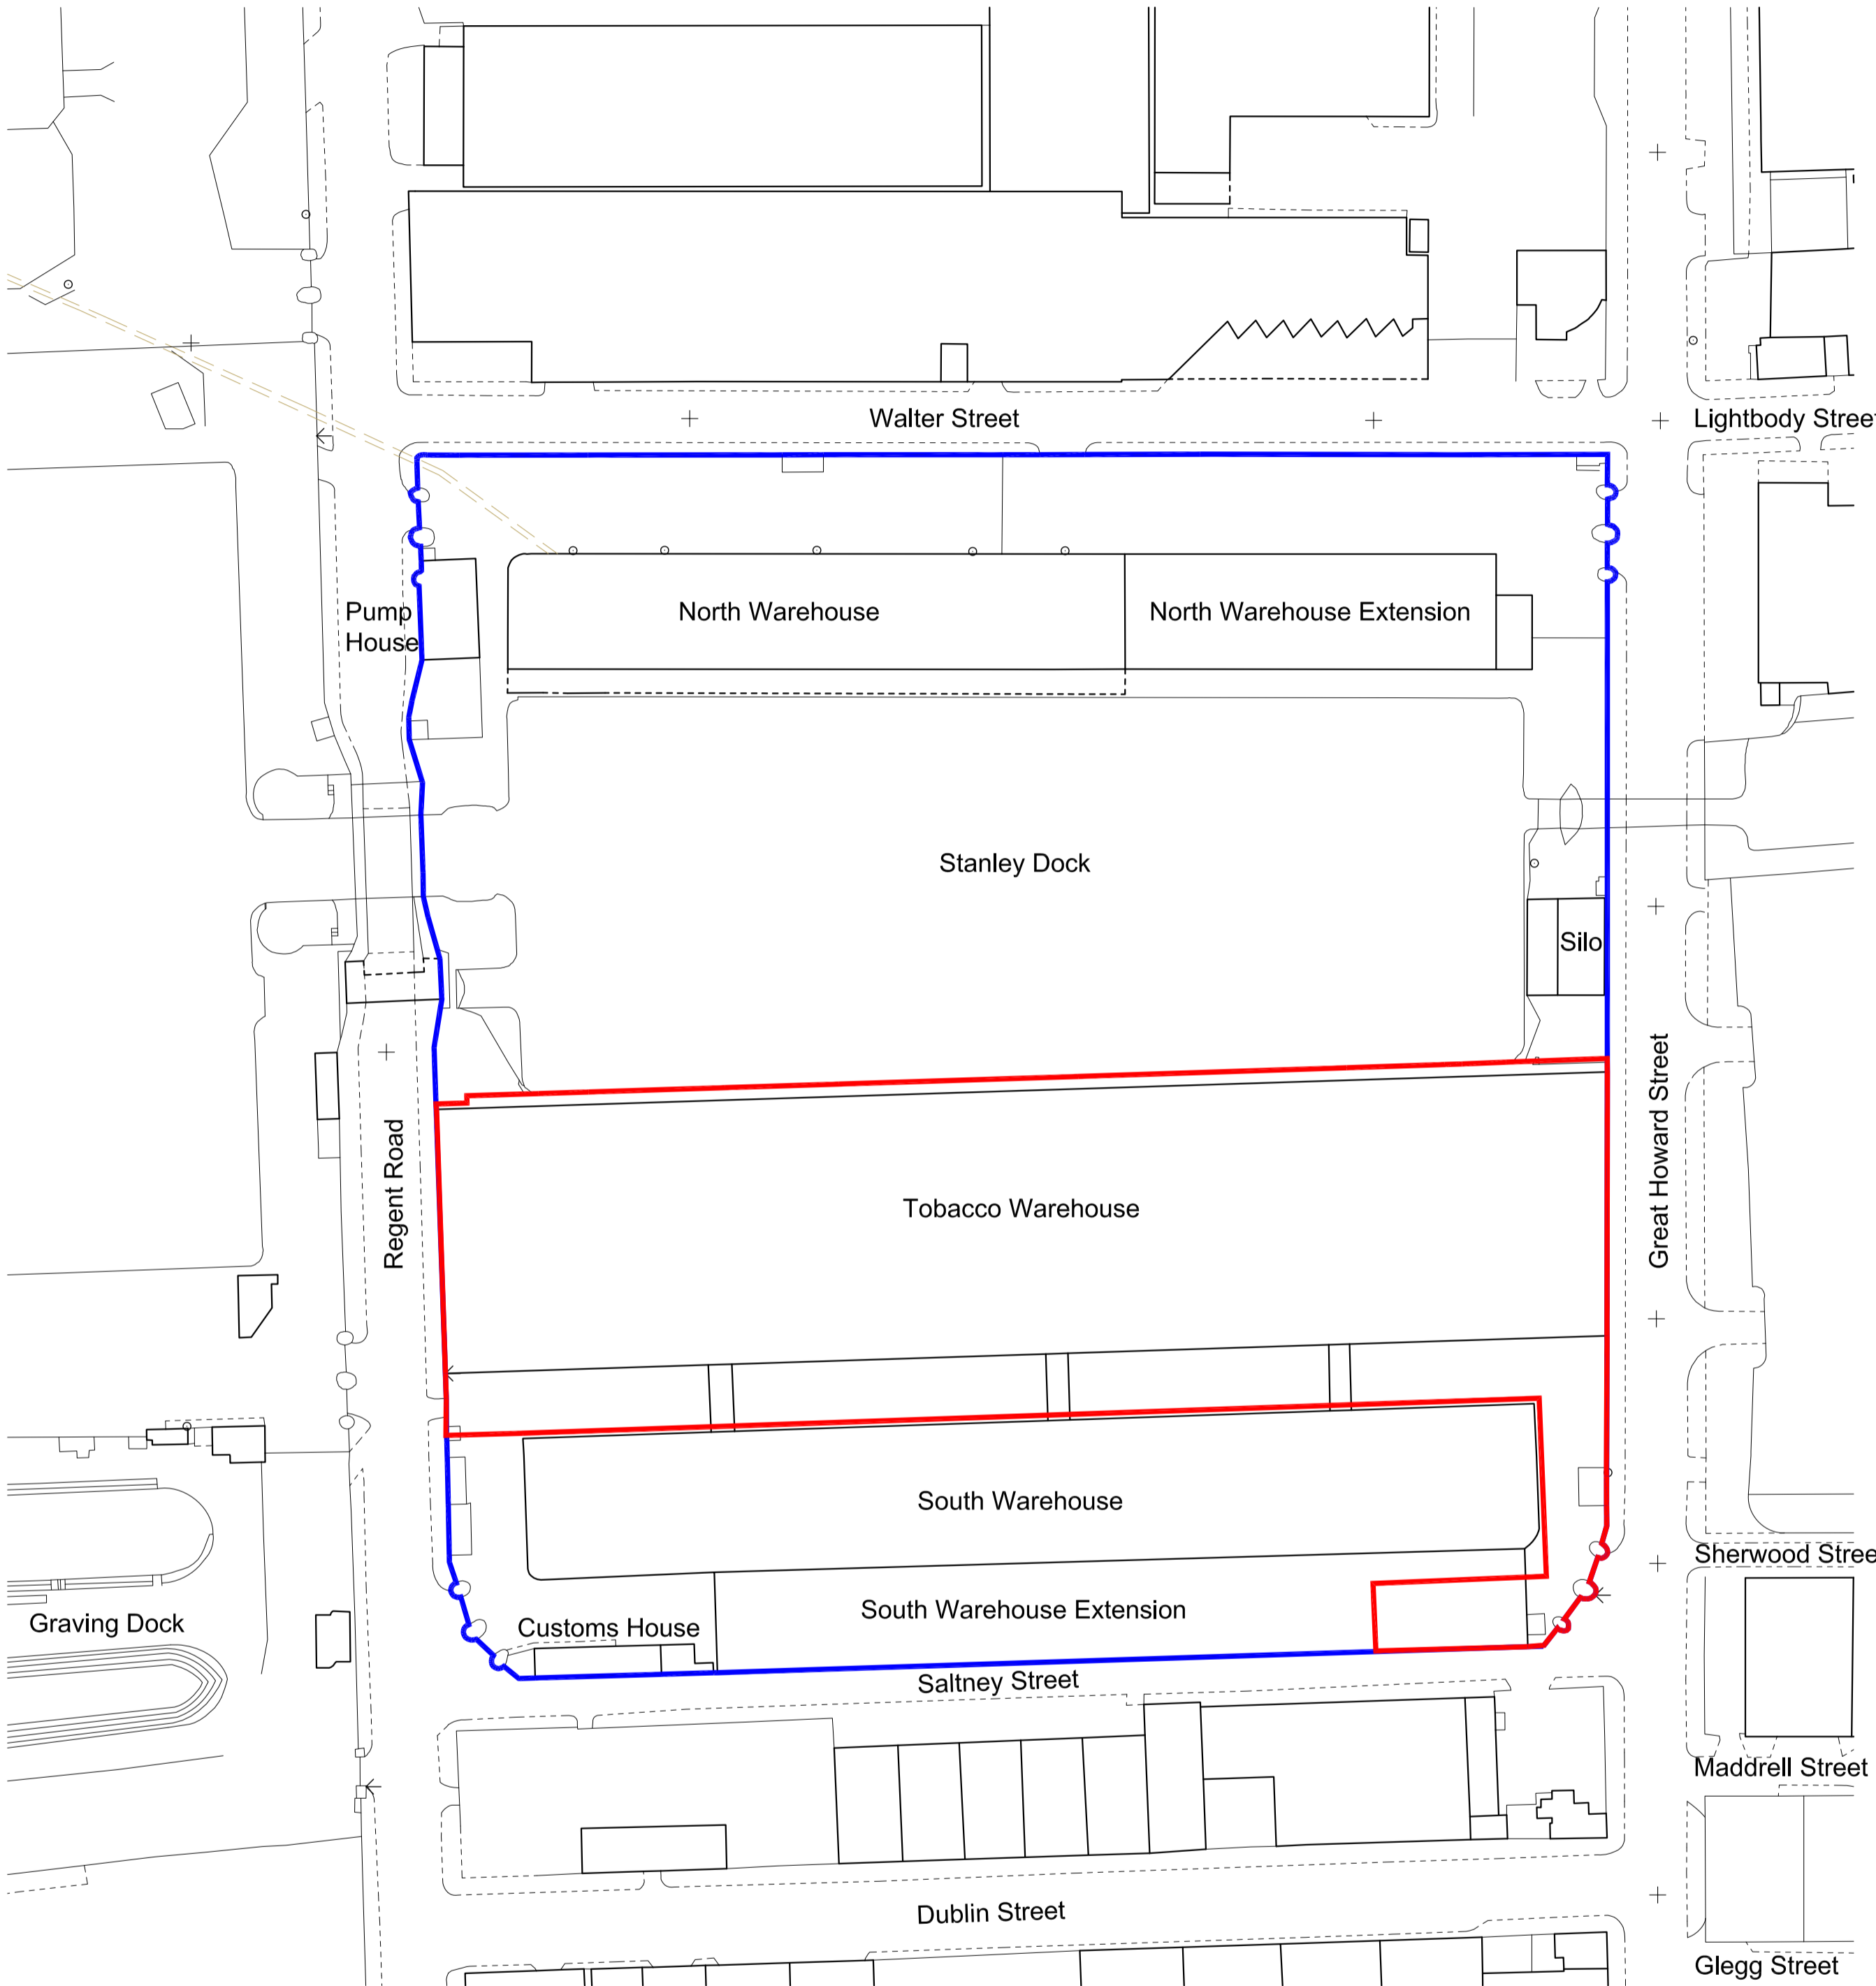 Walter Street
Lightbody Street
Pump
House
North Warehouse
North Warehouse Extension
Stanley Dock
Silo
Great Howard Street
Regent Road
Tobacco Warehouse
South Warehouse
Sherwood Stree
South Warehouse Extension
Graving Dock
Customs House
Saltney Street
Maddrell Street
Dublin Street
Glegg Street